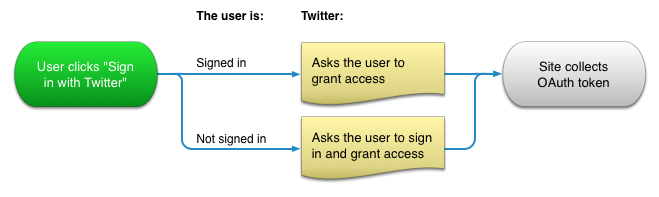 The user is:
Twitter:
User clicks "Sign
in with Twitter"
Signed in
Asks the user to
grant access
Site collects
OAuth token
Not signed in
Asks the user to sign
in and grant access